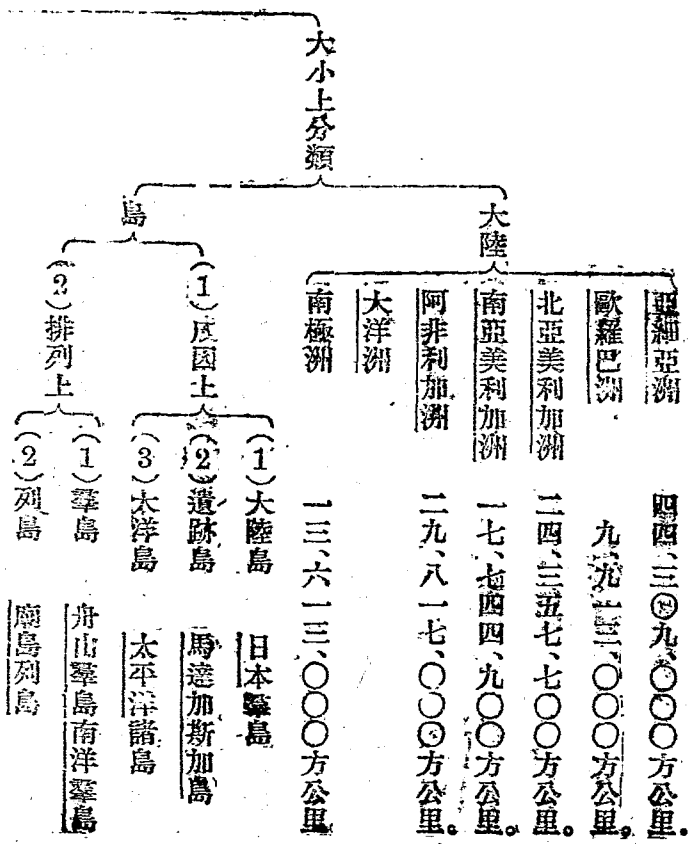 大小上分類
大陸
亞細亞洲 四四、三〇九、〇〇〇方公里。
歐羅巴洲 九、九一三、〇〇〇方公里。
北亞美利加洲 二四、三五七、七〇〇方公里。
南亞美利加洲 一七、七四四、九〇〇方公里。
阿非利加洲 二九、八一七、〇〇〇方公里。
大洋洲
南極洲 一三、六一三、〇〇〇方公里
島
(1)成因上
(1)大陸島 日本羣島
(2)遺跡島 馬達加斯加島
(3)太洋島 太平洋諸島
(2)排列上
(1)羣島 舟山羣島南洋羣島
(2)列島 廟島列島